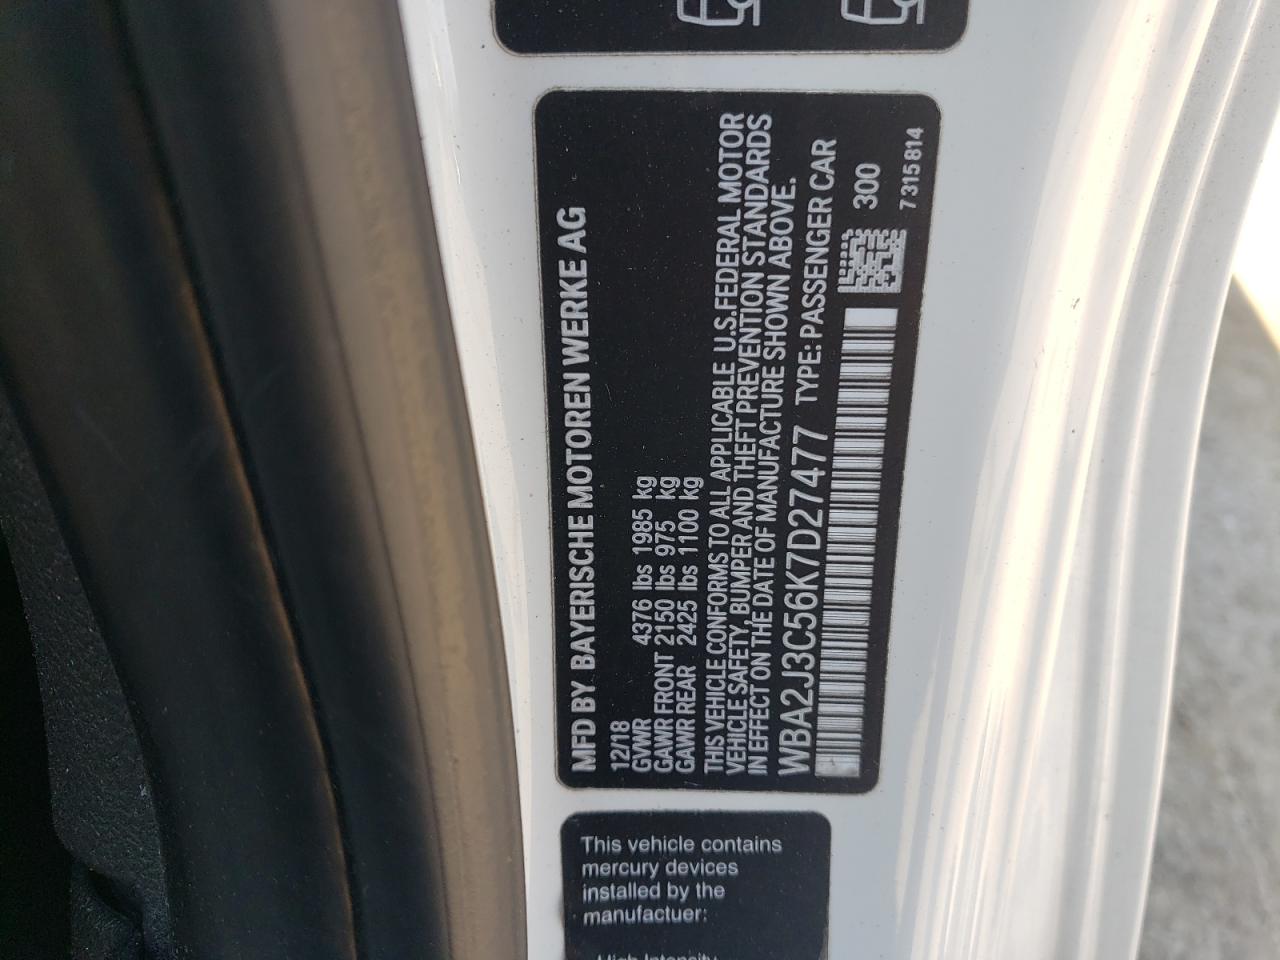 MFD BY BAYERISCHE MOTOREN WERKE AG
12/18
GVWR 4376 lbs 1985 kg
GAWR FRONT 2150 lbs 975 kg
GAWR REAR 2425 lbs 1100 kg
THIS VEHICLE CONFORMS TO ALL APPLICABLE U.S.FEDERAL MOTOR
VEHICLE SAFETY, BUMPER AND THEFT PREVENTION STANDARDS
IN EFFECT ON THE DATE OF MANUFACTURE SHOWN ABOVE.
WBA2J3C56K7D27477 TYPE: PASSENGER CAR
300
7 315 814
This vehicle contains
mercury devices
installed by the
manufactuer:
High Intensity